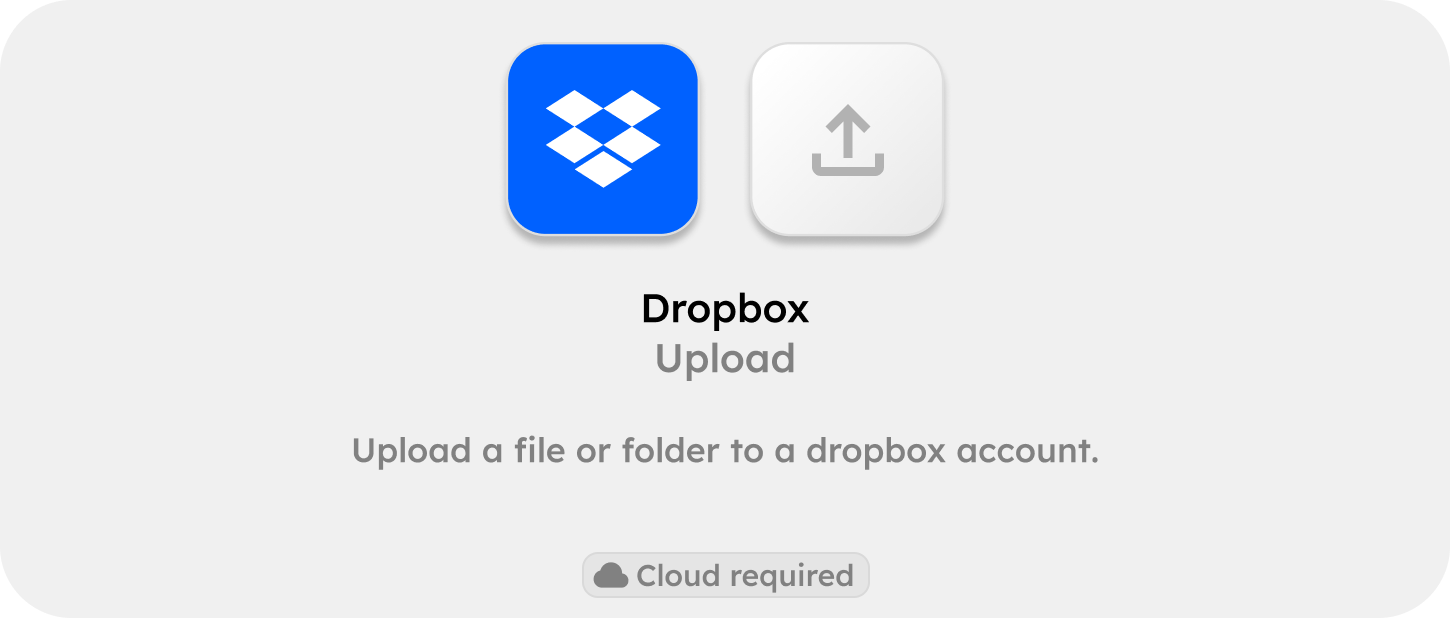 Dropbox
Upload
Upload a file or folder to a dropbox account.
Cloud required